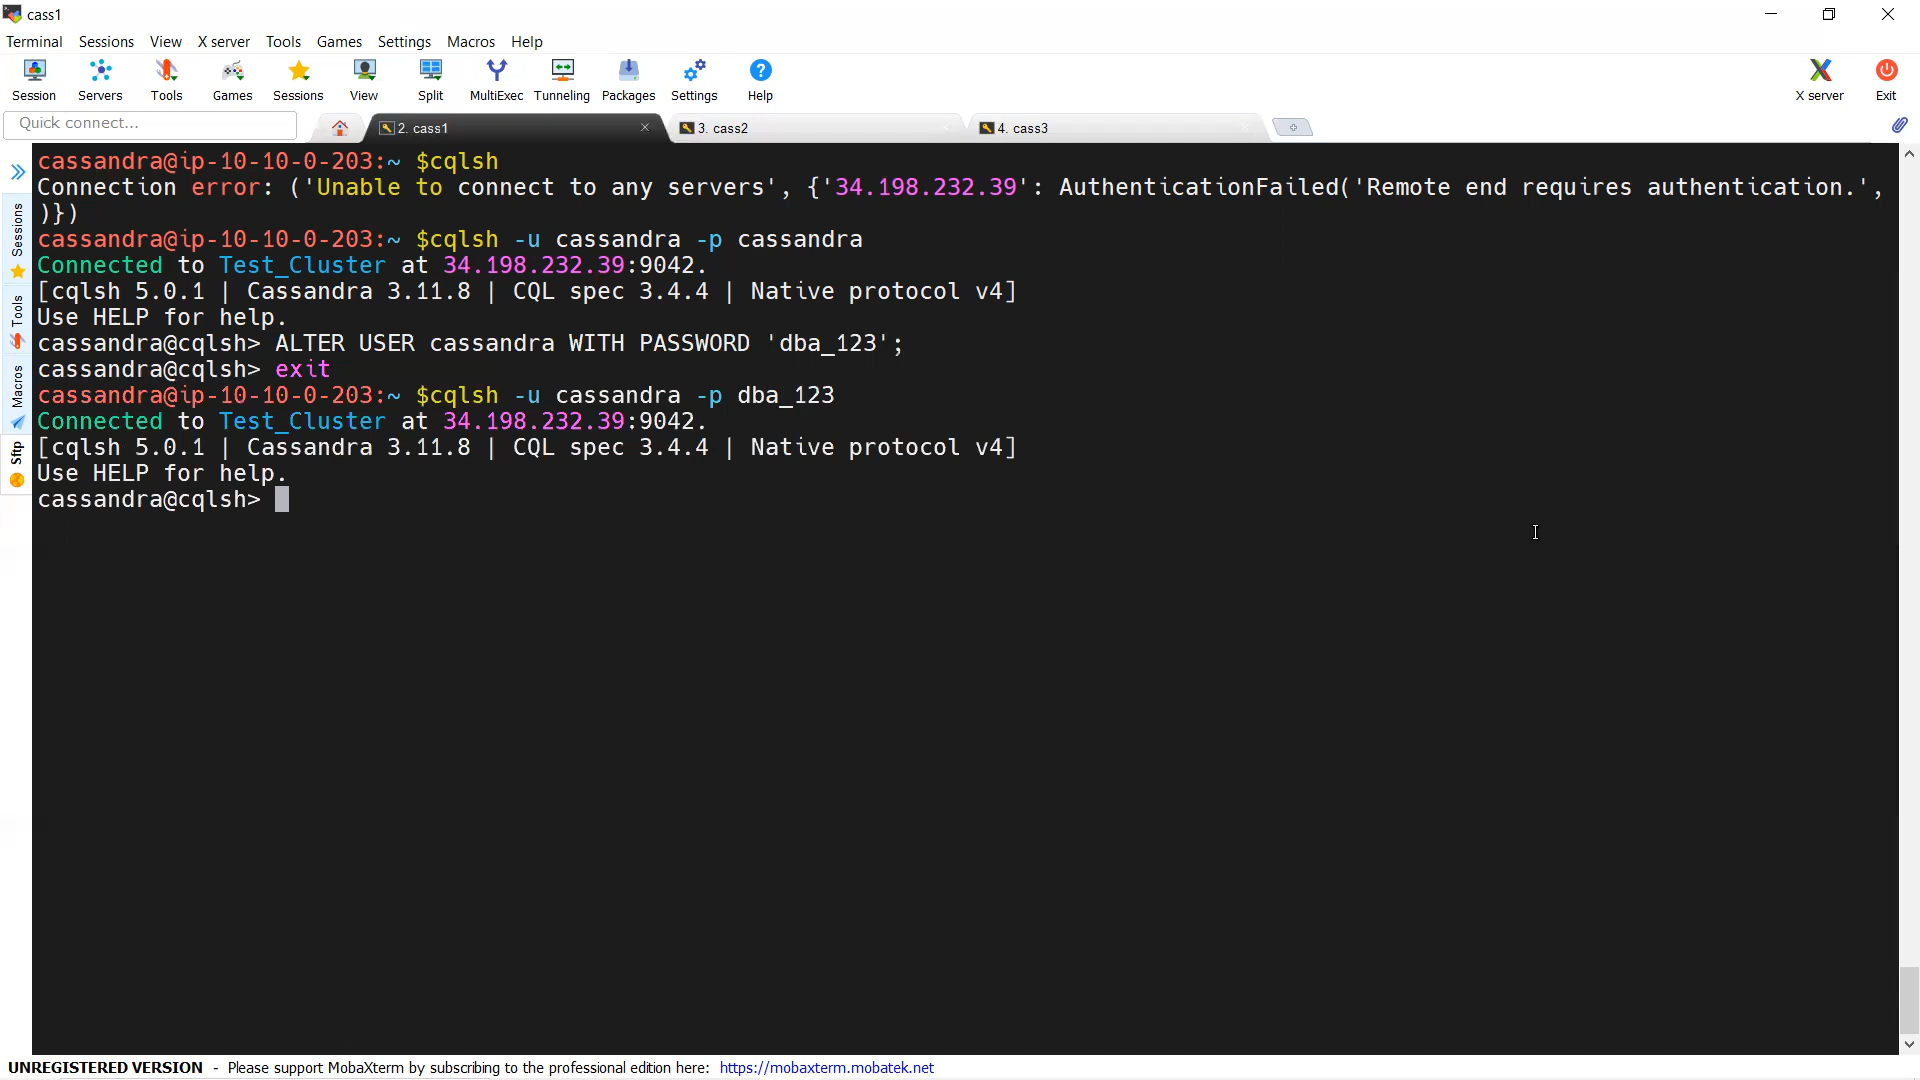 cass1
Terminal Sessions View X server Tools Games Settings Macros Help
Session Servers Tools Games Sessions View Split MultiExec Tunneling Packages Settings Help X server Exit
Quick connect... 2. cass1 3. cass2 4. cass3
cassandra@ip-10-10-0-203:~ $cqlsh
Connection error: ('Unable to connect to any servers', {'34.198.232.39': AuthenticationFailed('Remote end requires authentication.',
)})
cassandra@ip-10-10-0-203:~ $cqlsh -u cassandra -p cassandra
Connected to Test_Cluster at 34.198.232.39:9042.
[cqlsh 5.0.1 | Cassandra 3.11.8 | CQL spec 3.4.4 | Native protocol v4]
Use HELP for help.
cassandra@cqlsh> ALTER USER cassandra WITH PASSWORD 'dba_123';
cassandra@cqlsh> exit
cassandra@ip-10-10-0-203:~ $cqlsh -u cassandra -p dba_123
Connected to Test_Cluster at 34.198.232.39:9042.
[cqlsh 5.0.1 | Cassandra 3.11.8 | CQL spec 3.4.4 | Native protocol v4]
Use HELP for help.
cassandra@cqlsh>
Sessions
Tools
Macros
Sftp
UNREGISTERED VERSION - Please support MobaXterm by subscribing to the professional edition here: https://mobaxterm.mobatek.net